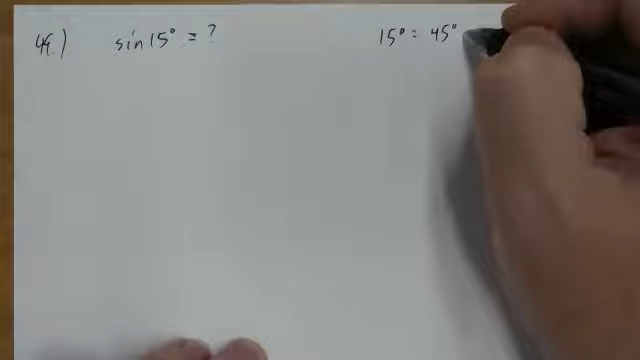 44.) sin 15° = ? 15° = 45°